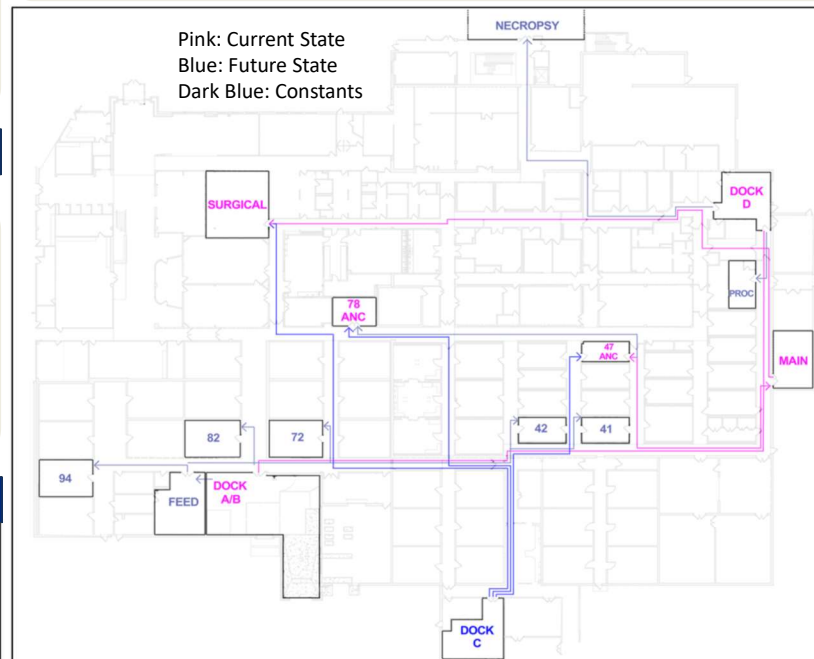 NECROPSY
Pink: Current State
Blue: Future State
Dark Blue: Constants
SURGICAL
DOCK
D
PROC
78
ANC
47
ANC
MAIN
82
72
42
41
94
FEED
DOCK
A/B
DOCK
C